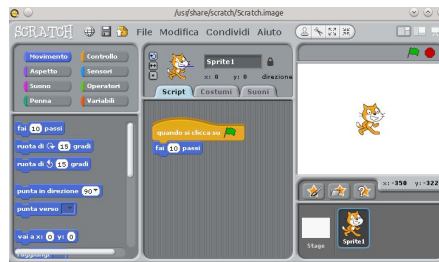 /usr/share/scratch/Scratch.image
SCRATCH File Modifica Condividi Aiuto
Movimento Controllo
Aspetto Sensori
Suono Operatori
Penna Variabili
Sprite1
x: 0 y: 0 direzione
Script Costumi Suoni
fai 10 passi
ruota di 15 gradi
ruota di 15 gradi
punta in direzione 90
punta verso
vai a x: 0 y: 0
raggiungi
quando si clicca su
fai 10 passi
x: -350 y: -322
Stage
Sprite1